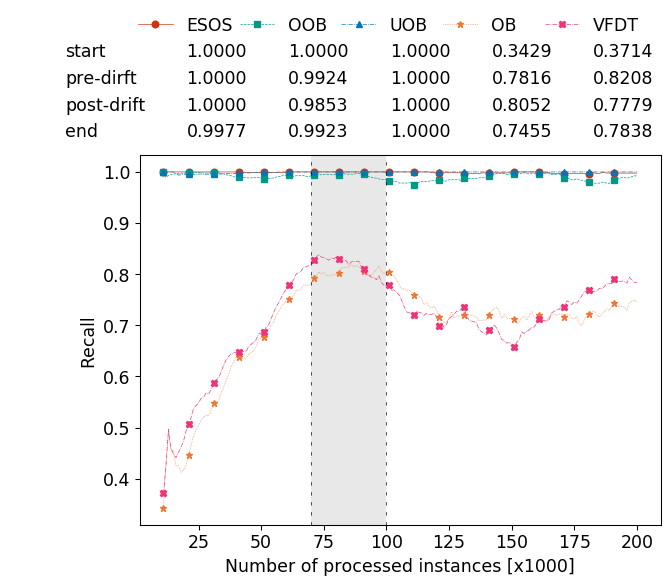 ESOS OOB UOB OB VFDT
start 1.0000 1.0000 1.0000 0.3429 0.3714
pre-dirft 1.0000 0.9924 1.0000 0.7816 0.8208
post-drift 1.0000 0.9853 1.0000 0.8052 0.7779
end 0.9977 0.9923 1.0000 0.7455 0.7838
1.0
0.9
0.8
0.7
0.6
0.5
0.4
Recall
25 50 75 100 125 150 175 200
Number of processed instances [x1000]